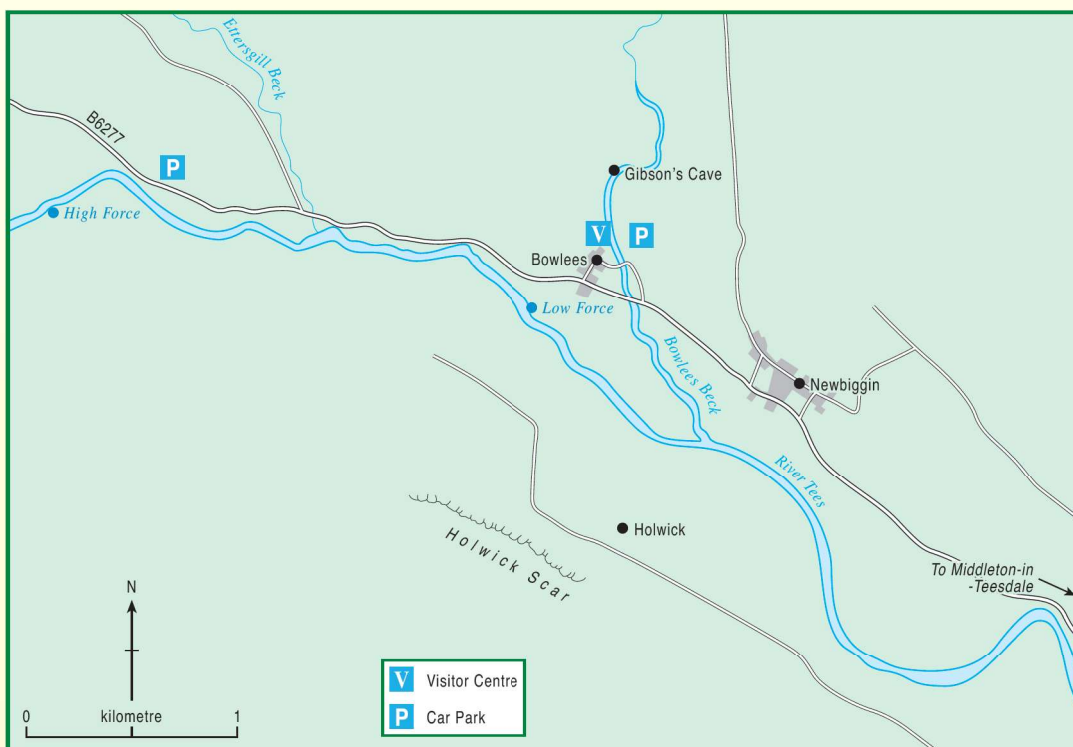 Ettersgill Beck
B6277
P
High Force
Gibson's Cave
V
P
Bowlees
Low Force
Bowlees Beck
Newbiggin
River Tees
Holwick
Holwick Scar
To Middleton-in
-Teesdale
N
0 kilometre 1
V Visitor Centre
P Car Park